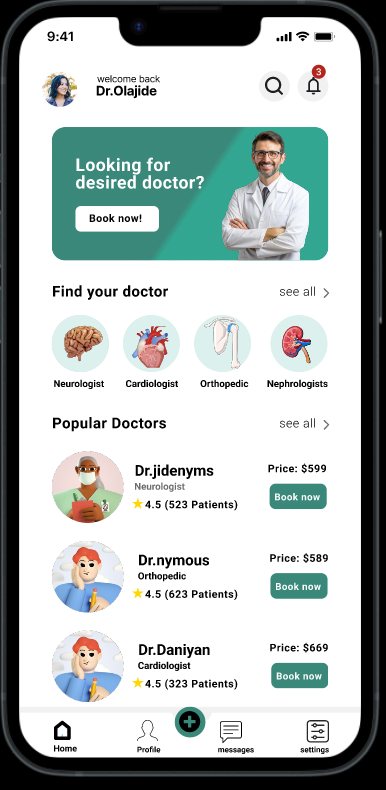 9:41
3
welcome back
Dr.Olajide
Looking for
desired doctor?
Book now!
Find your doctor
see all
Neurologist
Cardiologist
Orthopedic
Nephrologists
Popular Doctors
see all
Dr.jidenyms
Neurologist
4.5 (523 Patients)
Price: $599
Book now
Dr.nymous
Orthopedic
4.5 (623 Patients)
Price: $589
Book now
Dr.Daniyan
Cardiologist
4.5 (323 Patients)
Price: $669
Book now
Home
Profile
messages
settings